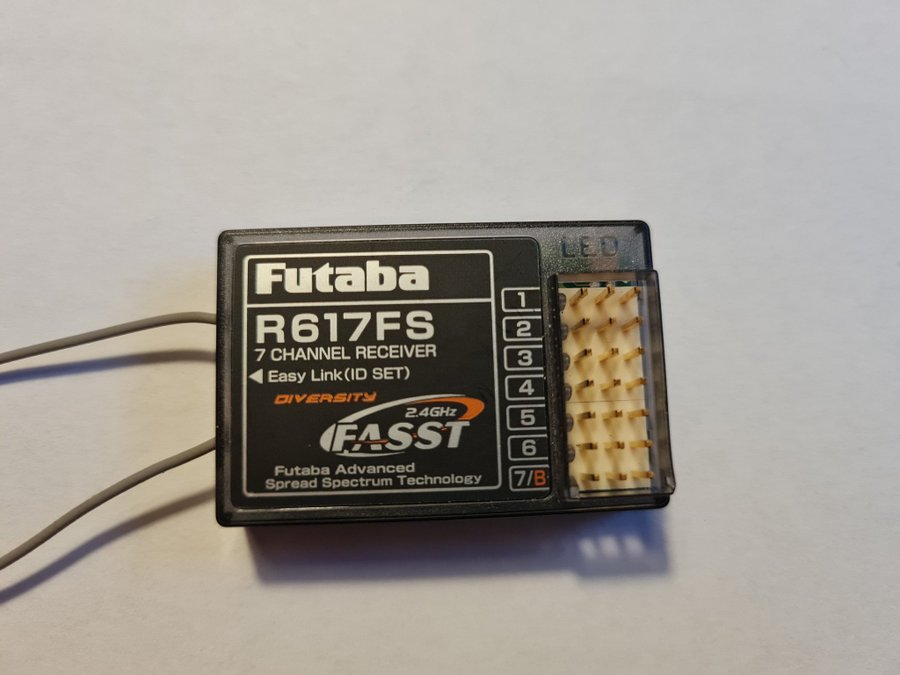 Futaba
R617FS
7 CHANNEL RECEIVER
Easy Link(ID SET)
DIVERSITY
2.4GHz
FASST
Futaba Advanced
Spread Spectrum Technology
LED
1
2
3
4
5
6
7/B